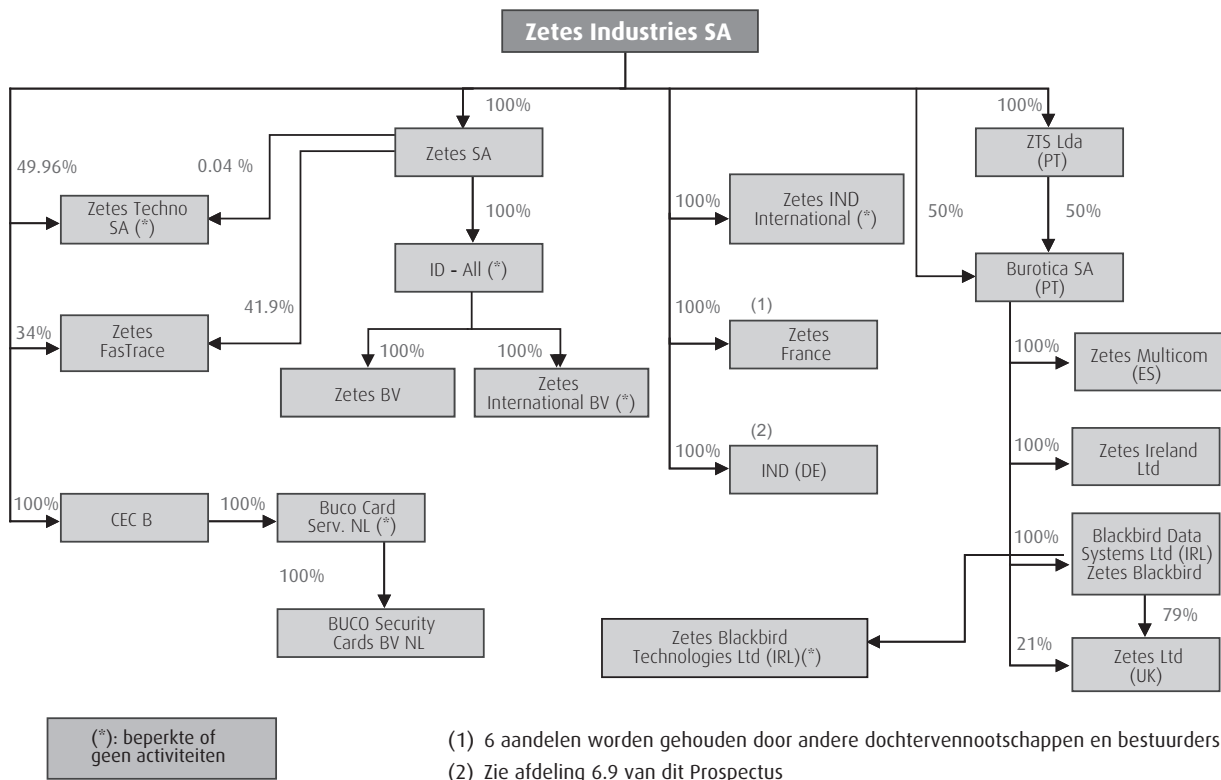 Zetes Industries SA
100%
100%
Zetes SA
ZTS Lda
(PT)
49.96%
0.04 %
Zetes Techno
SA (*)
100%
100%
Zetes IND
International (*)
50%
50%
ID - All (*)
Burotica SA
(PT)
34%
Zetes
FasTrace
41.9%
100%
Zetes BV
100%
Zetes
International BV (*)
100%
(1)
Zetes
France
100%
Zetes Multicom
(ES)
100%
(2)
IND (DE)
100%
Zetes Ireland
Ltd
100%
CEC B
100%
Buco Card
Serv. NL (*)
100%
Blackbird Data
Systems Ltd (IRL)
Zetes Blackbird
100%
BUCO Security
Cards BV NL
79%
Zetes Blackbird
Technologies Ltd (IRL)(*)
21%
Zetes Ltd
(UK)
(*): beperkte of
geen activiteiten
(1) 6 aandelen worden gehouden door andere dochtervennootschappen en bestuurders
(2) Zie afdeling 6.9 van dit Prospectus